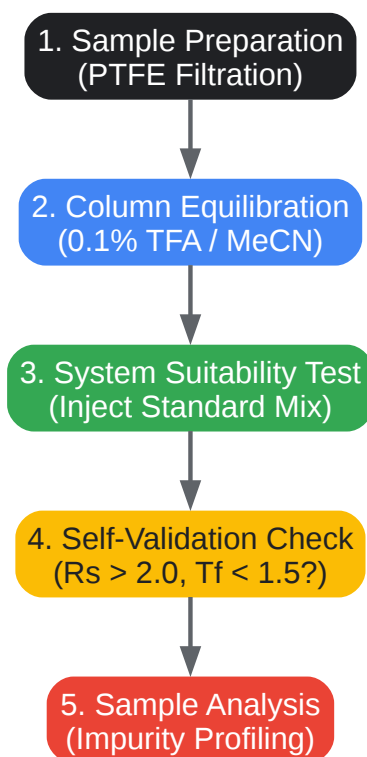 1. Sample Preparation
(PTFE Filtration)
2. Column Equilibration
(0.1% TFA / MeCN)
3. System Suitability Test
(Inject Standard Mix)
4. Self-Validation Check
(Rs > 2.0, Tf < 1.5?)
5. Sample Analysis
(Impurity Profiling)